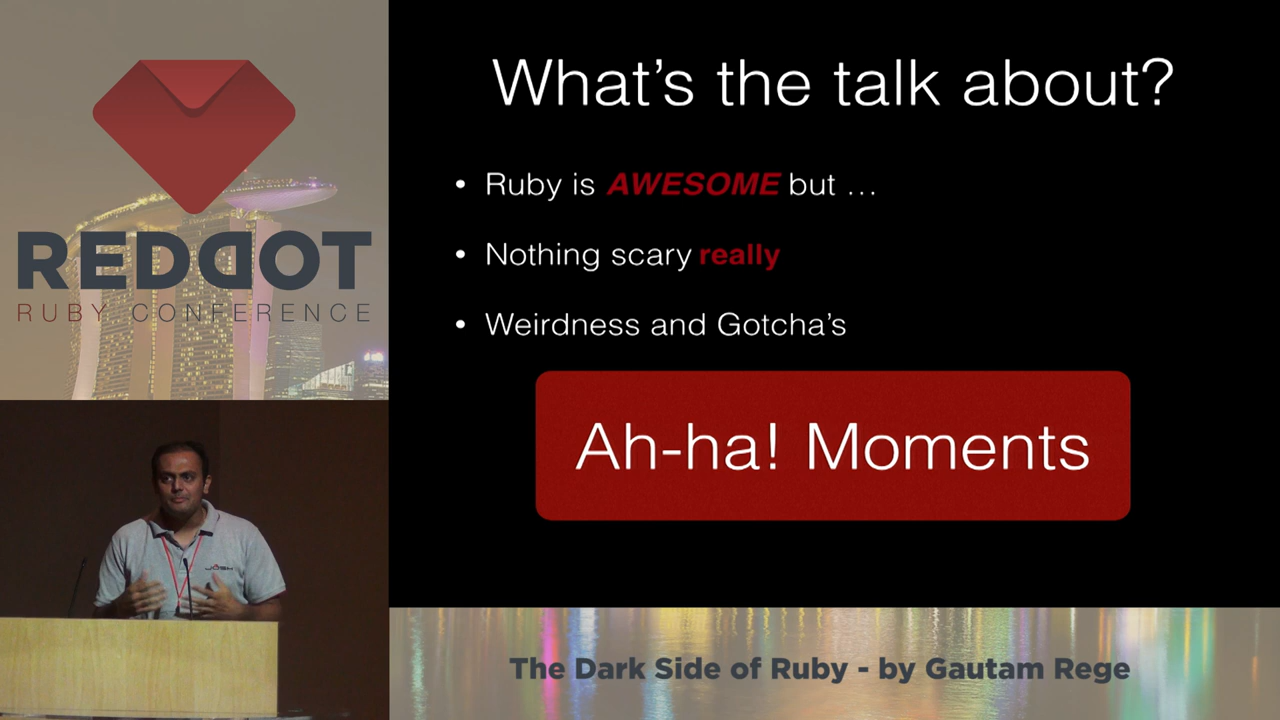 REDDOT
RUBY CONFERENCE
What's the talk about?
• Ruby is AWESOME but …
• Nothing scary really
• Weirdness and Gotcha's
Ah-ha! Moments
The Dark Side of Ruby - by Gautam Rege